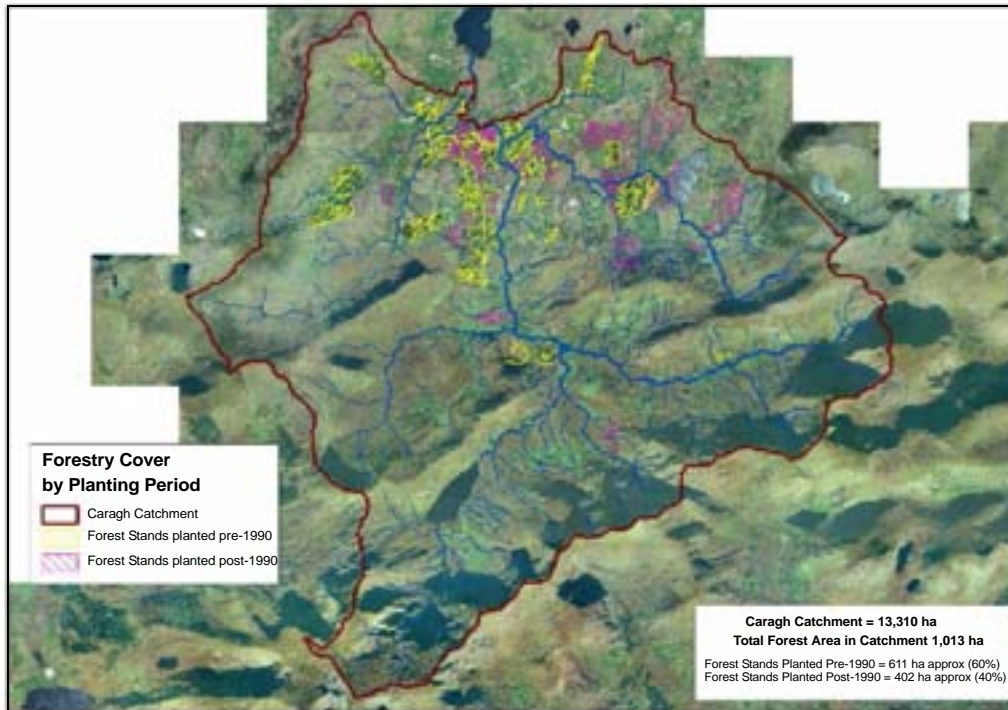 Forestry Cover
by Planting Period
Caragh Catchment
Forest Stands planted pre-1990
Forest Stands planted post-1990
Caragh Catchment = 13,310 ha
Total Forest Area in Catchment 1,013 ha
Forest Stands Planted Pre-1990 = 611 ha approx (60%)
Forest Stands Planted Post-1990 = 402 ha approx (40%)